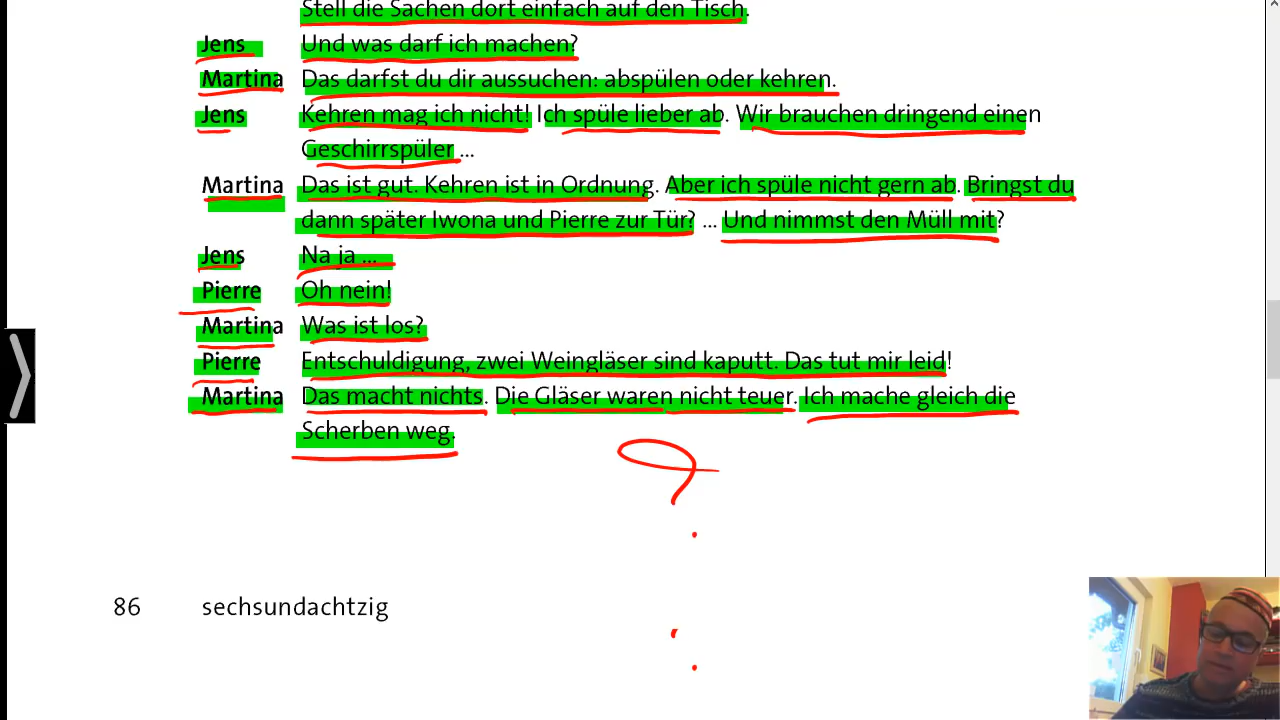 Stell die Sachen dort einfach auf den Tisch.
Jens Und was darf ich machen?
Martina Das darfst du dir aussuchen: abspülen oder kehren.
Jens Kehren mag ich nicht! Ich spüle lieber ab. Wir brauchen dringend einen
Geschirrspüler ...
Martina Das ist gut. Kehren ist in Ordnung. Aber ich spüle nicht gern ab. Bringst du
dann später Iwona und Pierre zur Tür? ... Und nimmst den Müll mit?
Jens Na ja ...
Pierre Oh nein!
Martina Was ist los?
Pierre Entschuldigung, zwei Weingläser sind kaputt. Das tut mir leid!
Martina Das macht nichts. Die Gläser waren nicht teuer. Ich mache gleich die
Scherben weg.
?
86 sechsundachtzig